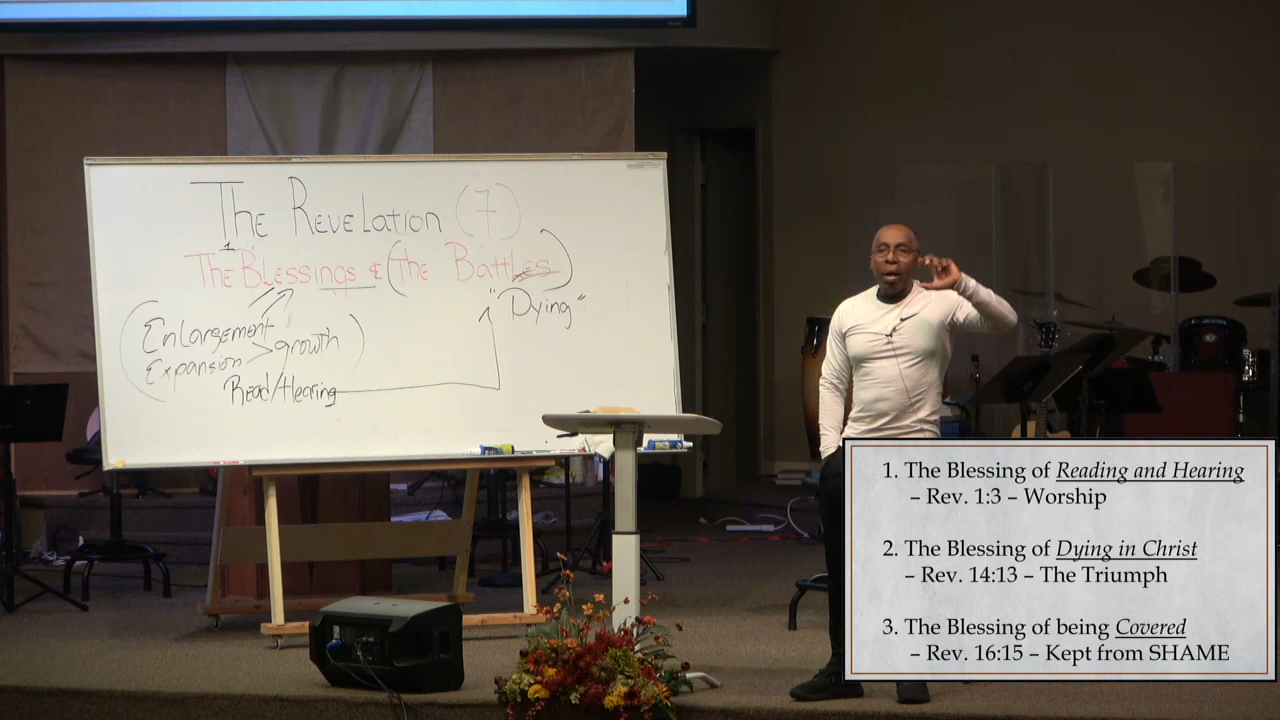 The Revelation (7)
The Blessings & (the Battles)
"Dying"
Enlargement
Expansion > growth
Read/Hearing
1. The Blessing of Reading and Hearing
– Rev. 1:3 – Worship
2. The Blessing of Dying in Christ
– Rev. 14:13 – The Triumph
3. The Blessing of being Covered
– Rev. 16:15 – Kept from SHAME